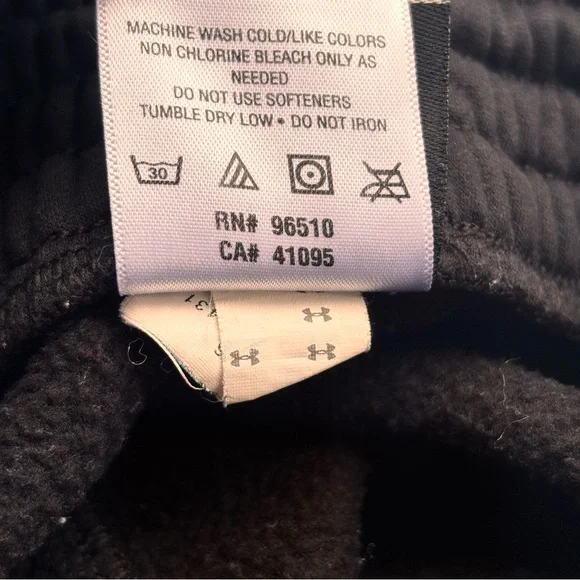 MACHINE WASH COLD/LIKE COLORS
NON CHLORINE BLEACH ONLY AS
NEEDED
DO NOT USE SOFTENERS
TUMBLE DRY LOW • DO NOT IRON
30
RN# 96510
CA# 41095